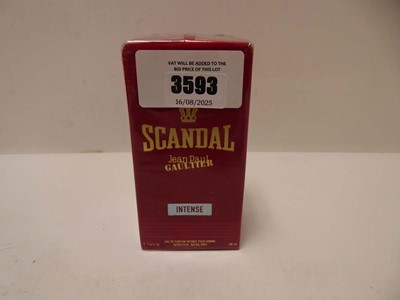 VAT WILL BE ADDED TO THE
BID PRICE OF THIS LOT
3593
16/08/2025
SCANDAL
Jean Paul
GAULTIER
INTENSE